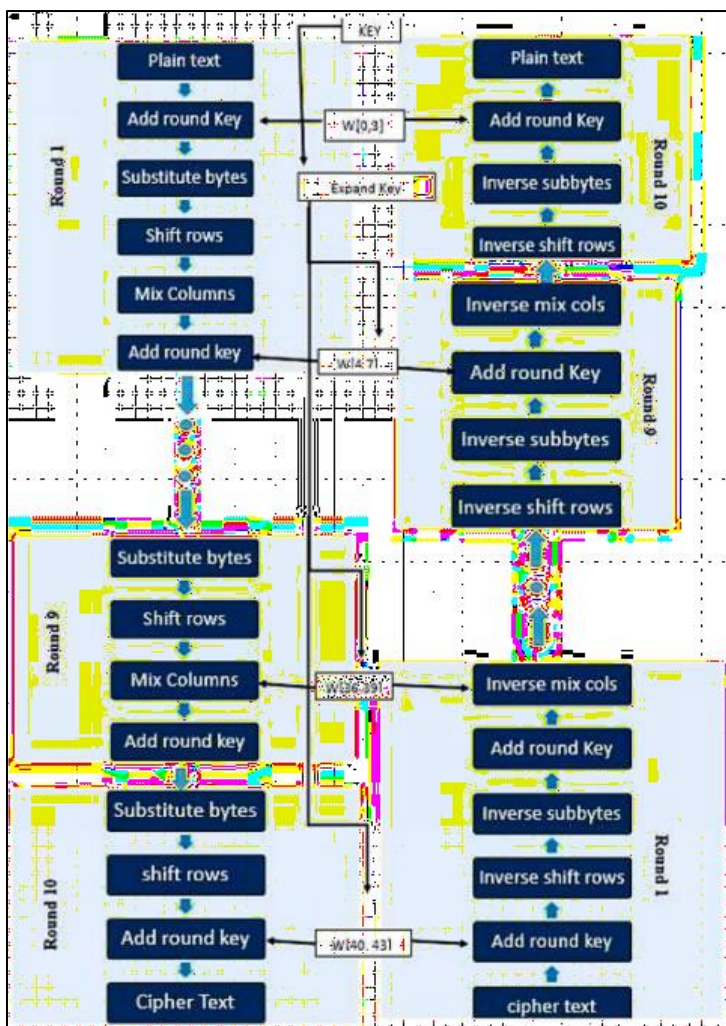 KEY
Plain text
Add round Key
Substitute bytes
Shift rows
Mix Columns
Add round key
Round 1
W[0,3]
Expand Key
W[4,7]
Plain text
Add round Key
Inverse subbytes
Inverse shift rows
Round 10
Inverse mix cols
Add round Key
Inverse subbytes
Inverse shift rows
Round 9
Substitute bytes
Shift rows
Mix Columns
Add round key
Round 9
W[36,39]
Substitute bytes
shift rows
Add round key
Cipher Text
Round 10
W[40, 43]
Inverse mix cols
Add round Key
Inverse subbytes
Inverse shift rows
Add round key
cipher text
Round 1